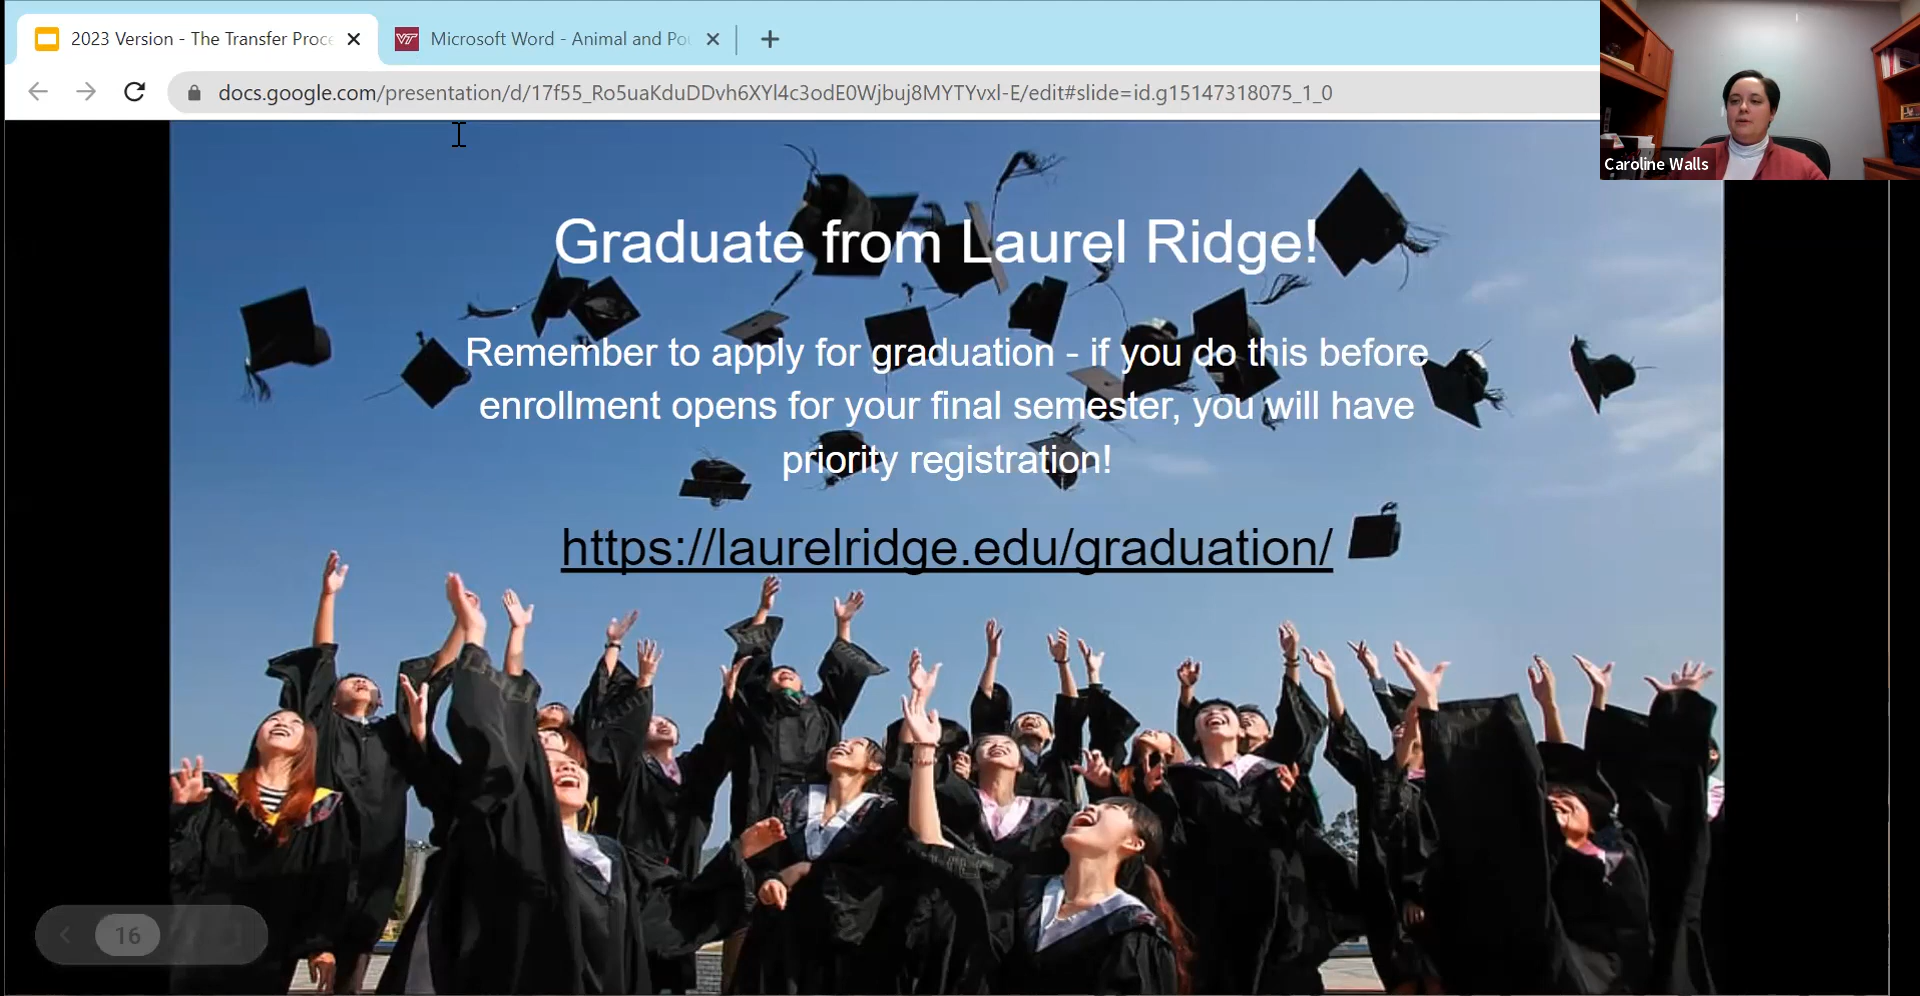 2023 Version - The Transfer Proce
Microsoft Word - Animal and Pou
docs.google.com/presentation/d/17f55_Ro5uaKduDDvh6XYl4c3odE0Wjbuj8MYTYvxl-E/edit#slide=id.g15147318075_1_0
Caroline Walls
Graduate from Laurel Ridge!
Remember to apply for graduation - if you do this before
enrollment opens for your final semester, you will have
priority registration!
https://laurelridge.edu/graduation/
16